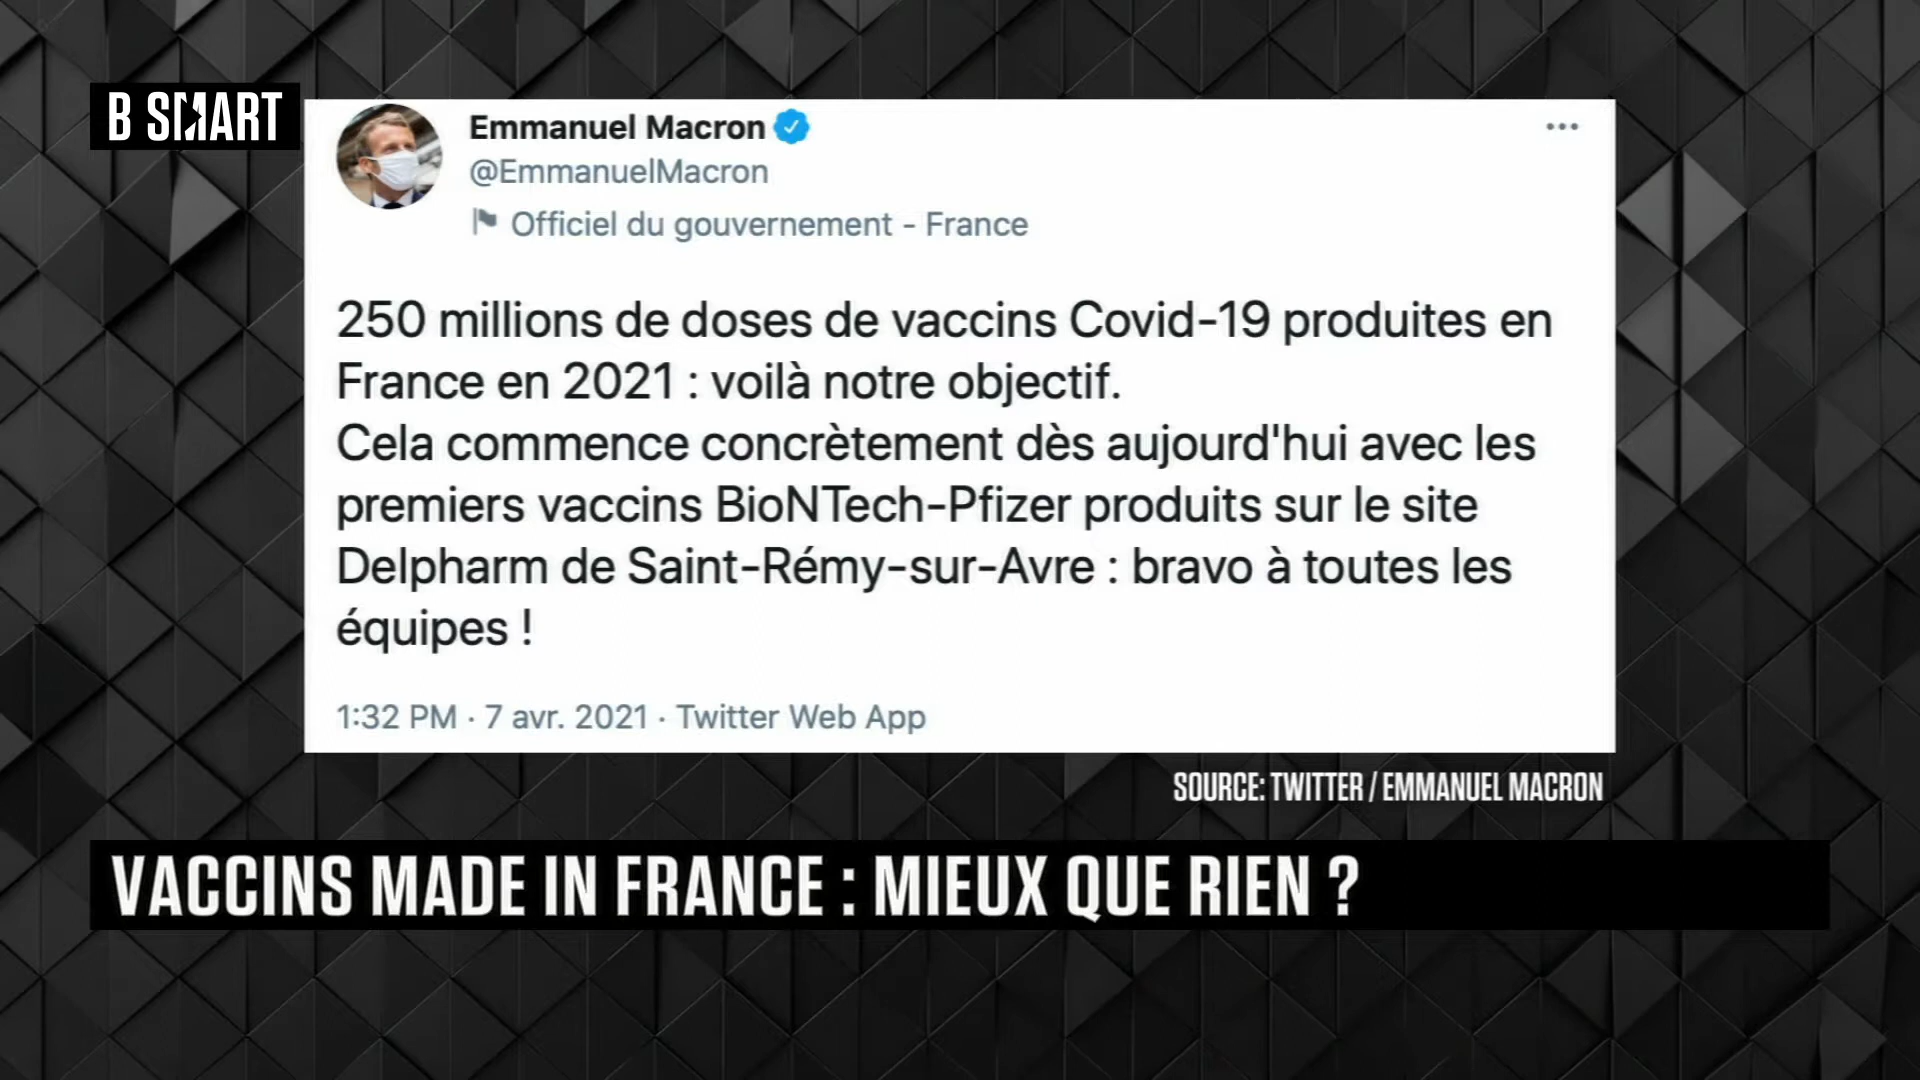 B SMART
Emmanuel Macron
@EmmanuelMacron
Officiel du gouvernement - France
250 millions de doses de vaccins Covid-19 produites en
France en 2021 : voilà notre objectif.
Cela commence concrètement dès aujourd'hui avec les
premiers vaccins BioNTech-Pfizer produits sur le site
Delpharm de Saint-Rémy-sur-Avre : bravo à toutes les
équipes !
1:32 PM · 7 avr. 2021 · Twitter Web App
SOURCE: TWITTER / EMMANUEL MACRON
VACCINS MADE IN FRANCE : MIEUX QUE RIEN ?